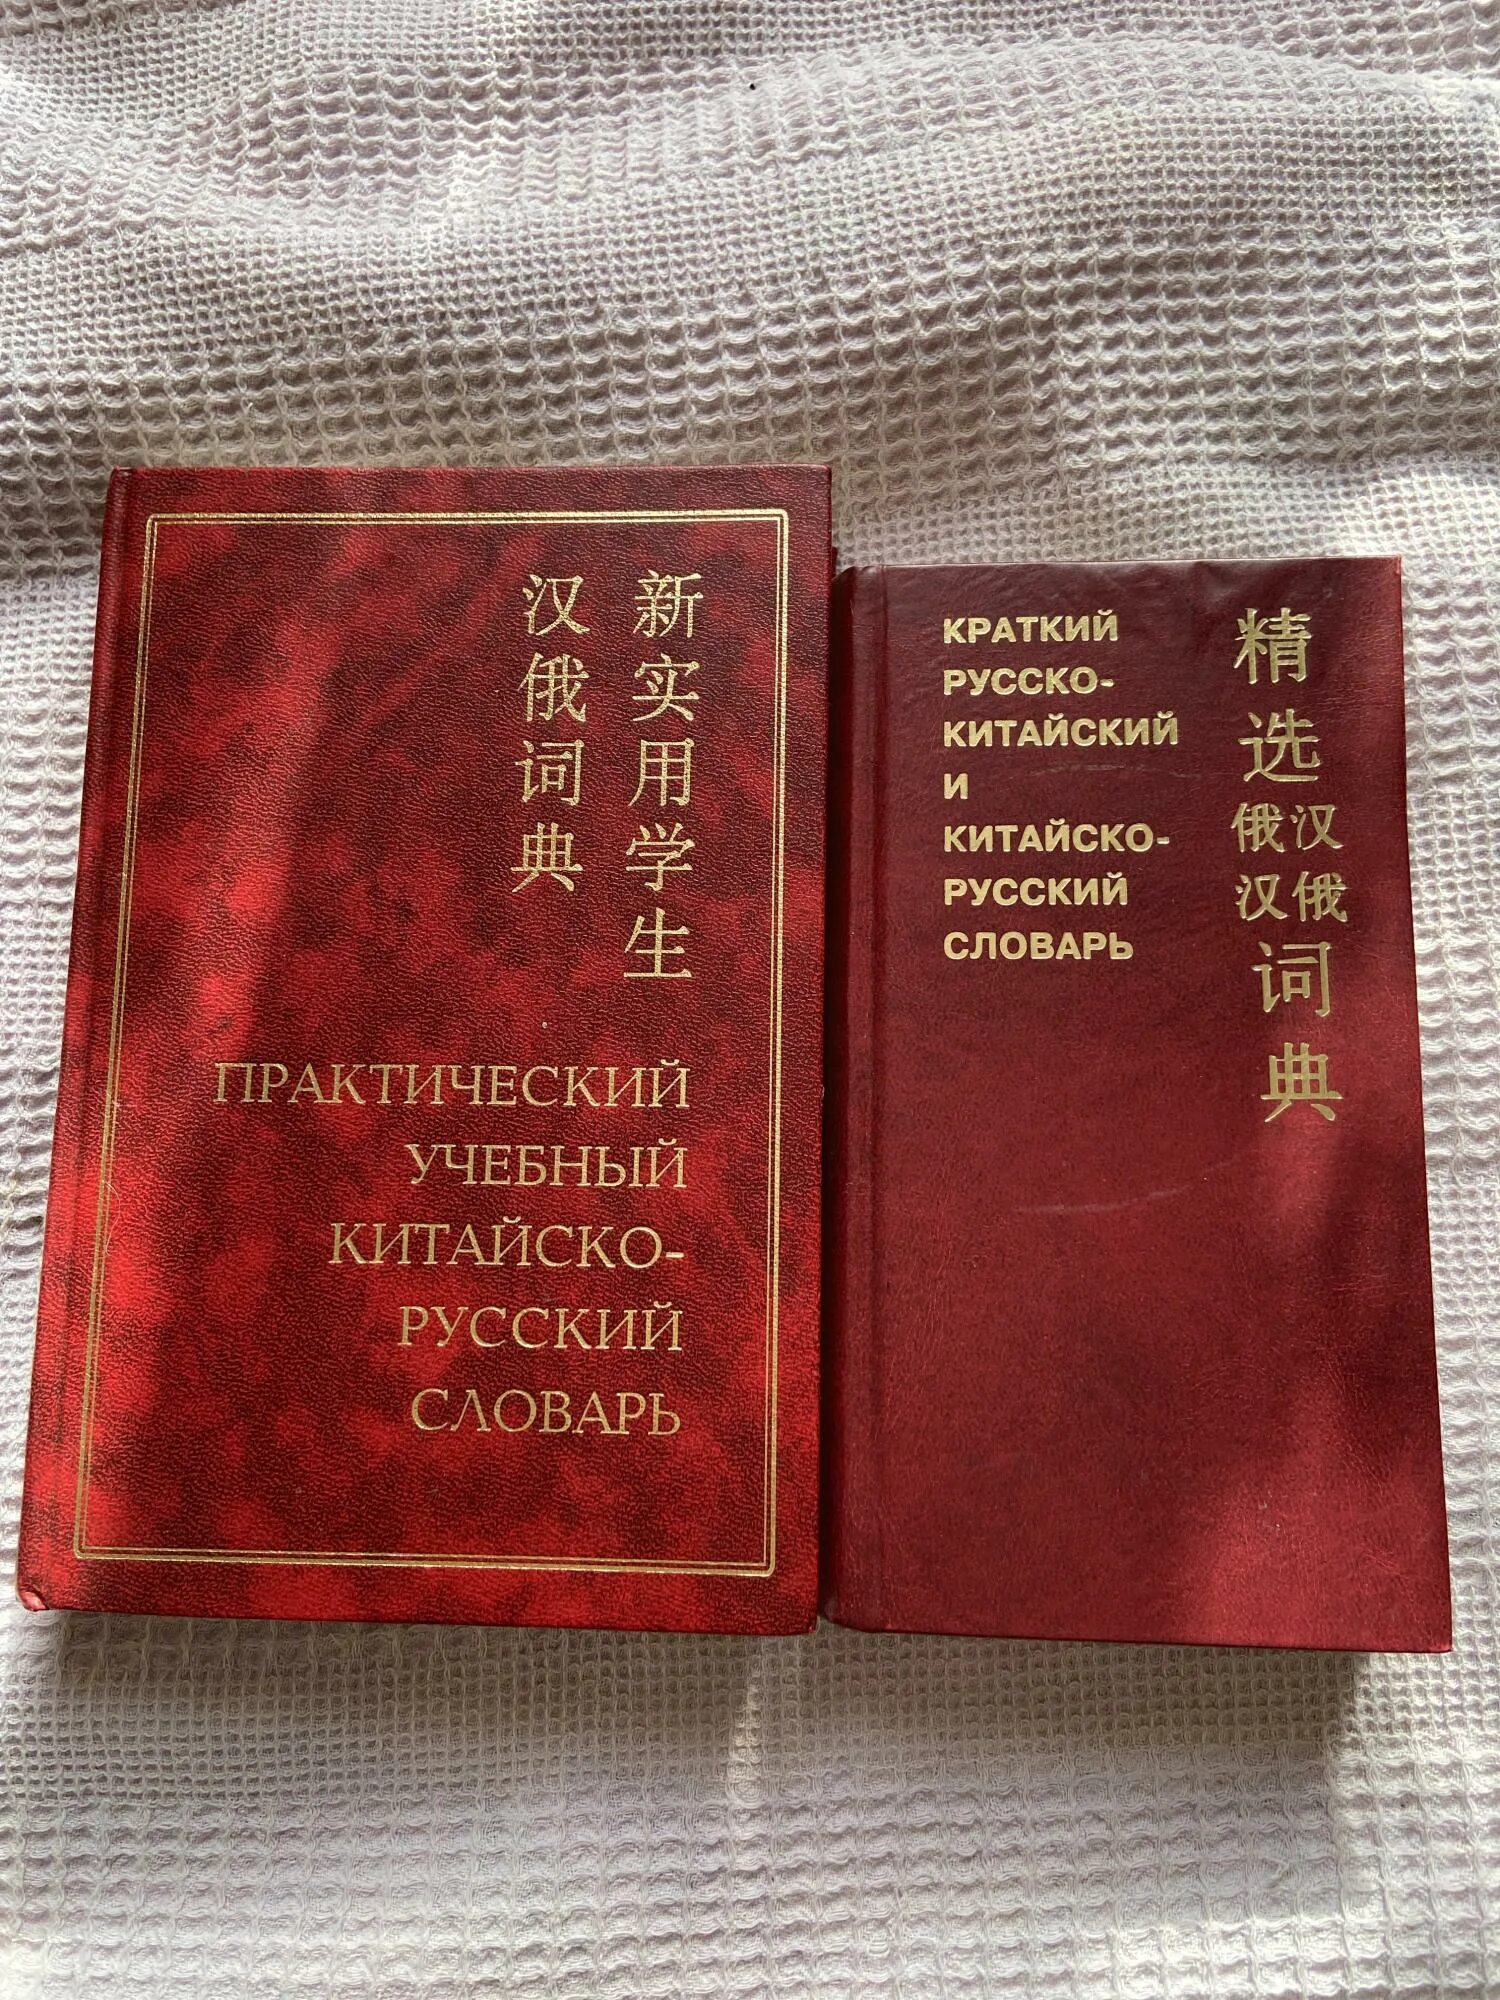 新实用学生
汉俄词典
ПРАКТИЧЕСКИЙ
УЧЕБНЫЙ
КИТАЙСКО-
РУССКИЙ
СЛОВАРЬ
КРАТКИЙ
РУССКО-
КИТАЙСКИЙ
И
КИТАЙСКО-
РУССКИЙ
СЛОВАРЬ
精选
俄汉
汉俄
词典